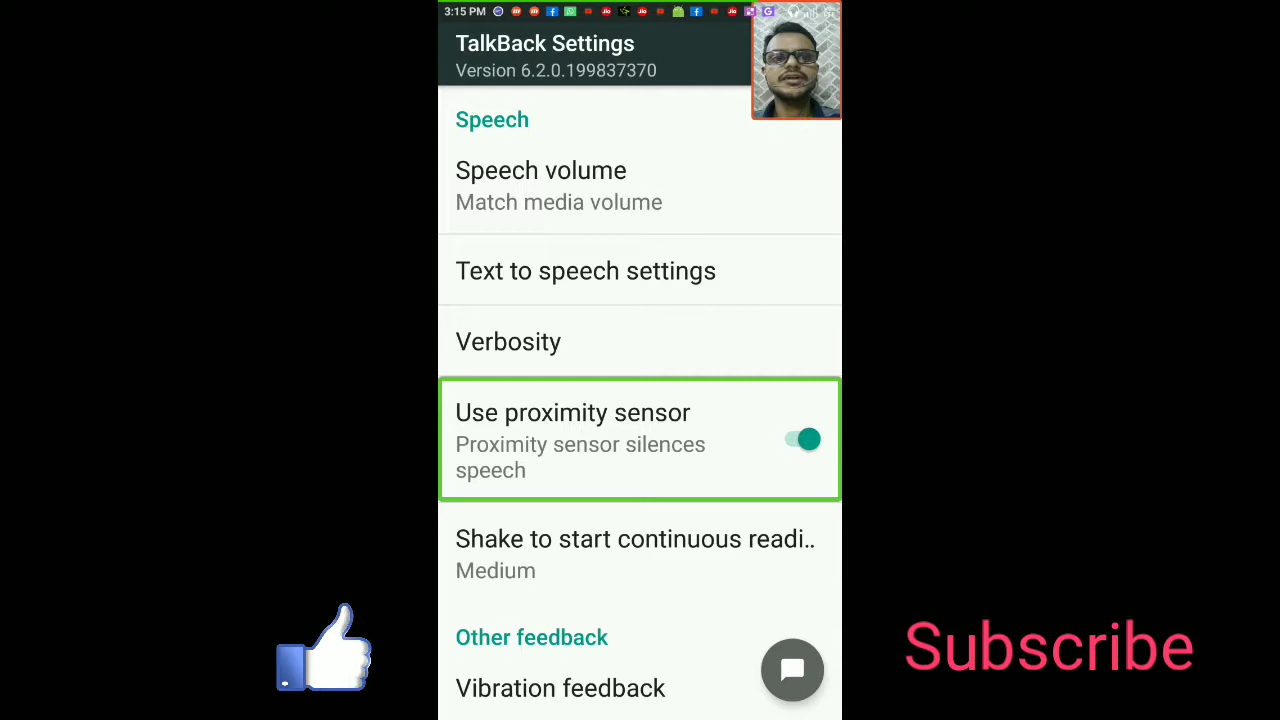 3:15 PM
TalkBack Settings
Version 6.2.0.199837370
Speech
Speech volume
Match media volume
Text to speech settings
Verbosity
Use proximity sensor
Proximity sensor silences
speech
Shake to start continuous readi..
Medium
Other feedback
Vibration feedback
Subscribe